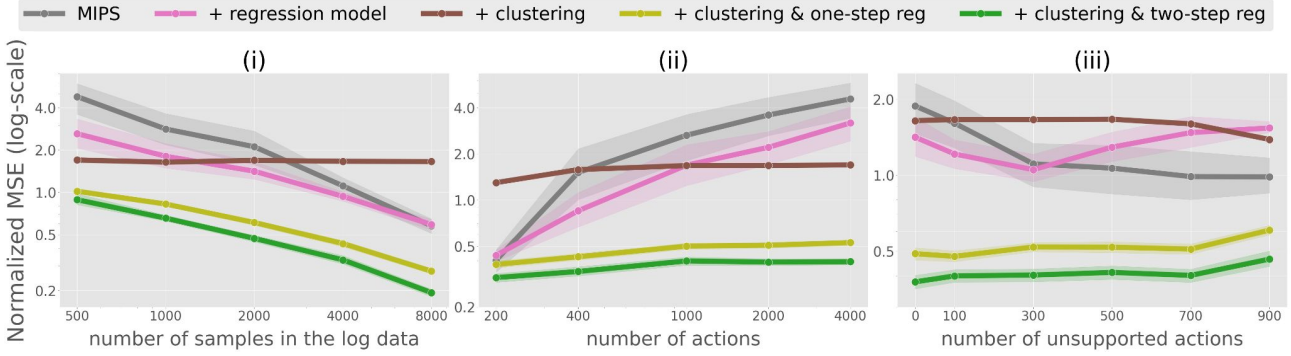 MIPS + regression model + clustering + clustering & one-step reg + clustering & two-step reg
(i) (ii) (iii)
Normalized MSE (log-scale)
4.0
2.0
1.0
0.5
0.2
500 1000 2000 4000 8000
number of samples in the log data
4.0
2.0
1.0
0.5
0.2
200 400 1000 2000 4000
number of actions
2.0
1.0
0.5
0 100 300 500 700 900
number of unsupported actions